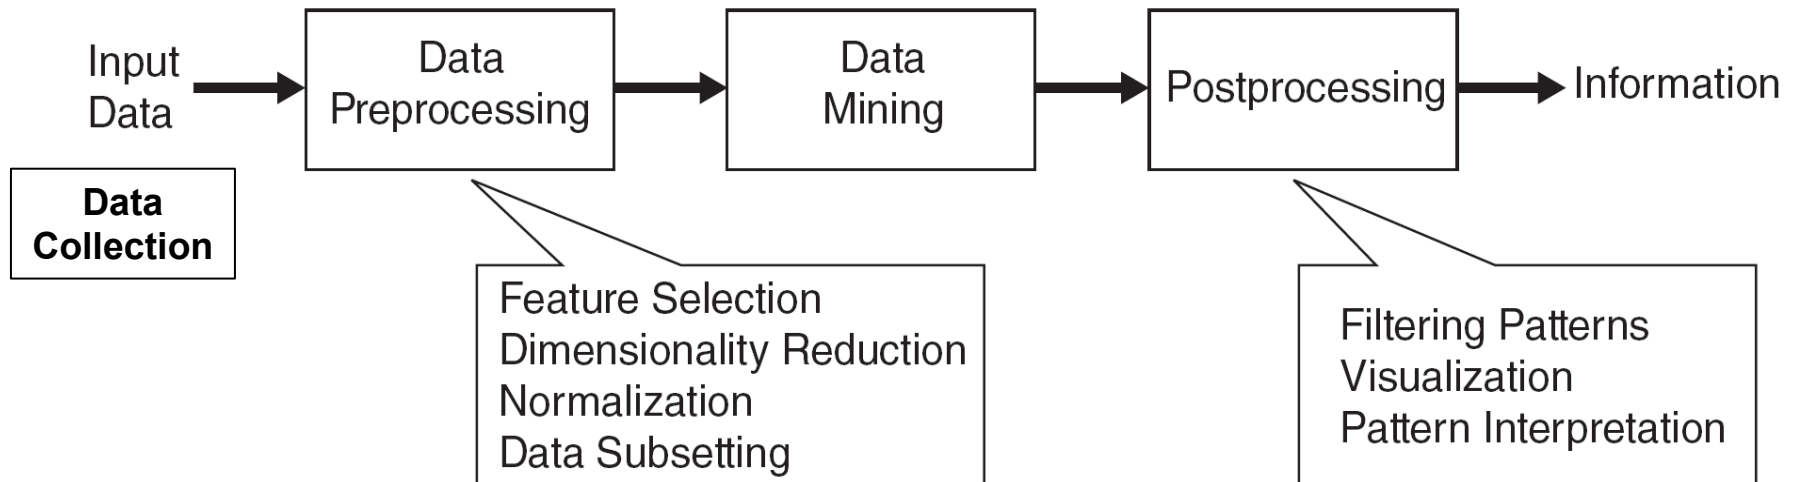 Input
Data
Data
Preprocessing
Data
Mining
Postprocessing
Information
Data
Collection
Feature Selection
Dimensionality Reduction
Normalization
Data Subsetting
Filtering Patterns
Visualization
Pattern Interpretation